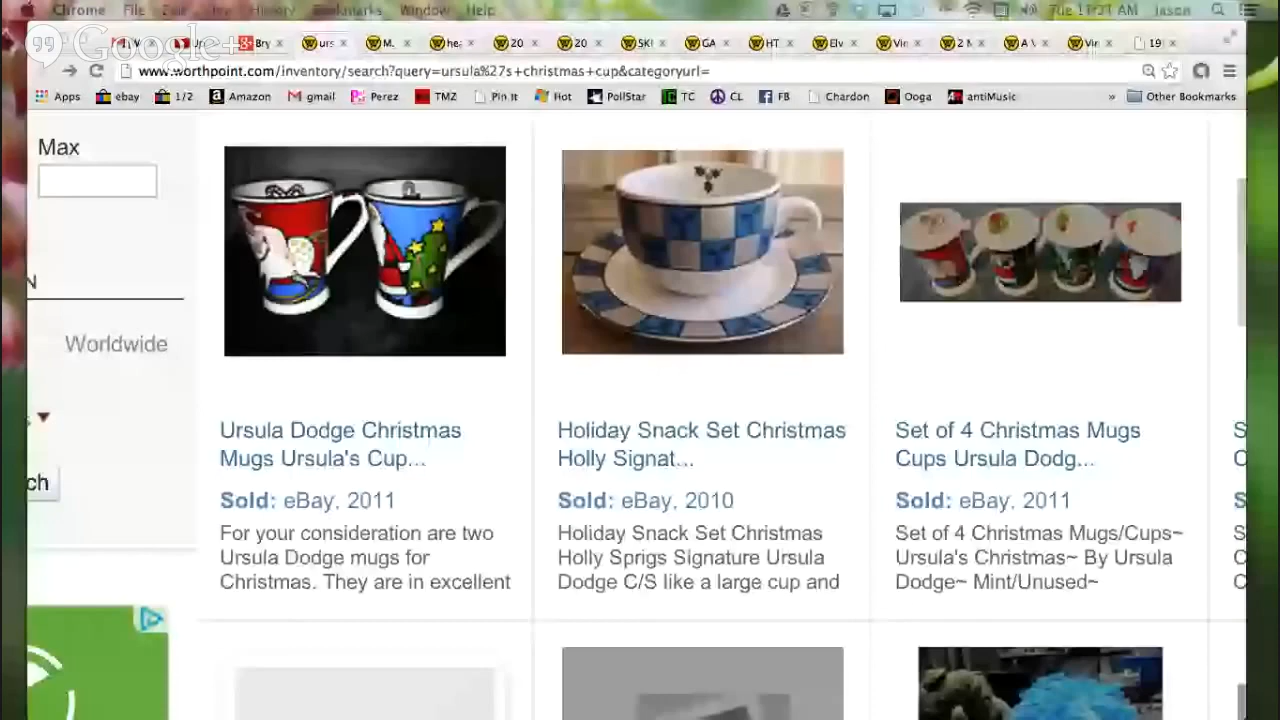 Chrome File Edit View History Bookmarks Window Help Tue 11:21 AM Jason
Google+
Bry urs M. he: 20 20 SKI GA HT Elv Vin 2 M A V Vin 19
www.worthpoint.com/inventory/search?query=ursula%27s+christmas+cup&categoryurl=
Apps ebay 1/2 Amazon gmail Perez TMZ Pin It Hot PollStar TC CL FB Chardon Ooga antiMusic » Other Bookmarks
Max
N
Worldwide
ch
Ursula Dodge Christmas
Mugs Ursula's Cup...
Sold: eBay, 2011
For your consideration are two
Ursula Dodge mugs for
Christmas. They are in excellent
Holiday Snack Set Christmas
Holly Signat...
Sold: eBay, 2010
Holiday Snack Set Christmas
Holly Sprigs Signature Ursula
Dodge C/S like a large cup and
Set of 4 Christmas Mugs
Cups Ursula Dodg...
Sold: eBay, 2011
Set of 4 Christmas Mugs/Cups~
Ursula's Christmas~ By Ursula
Dodge~ Mint/Unused~